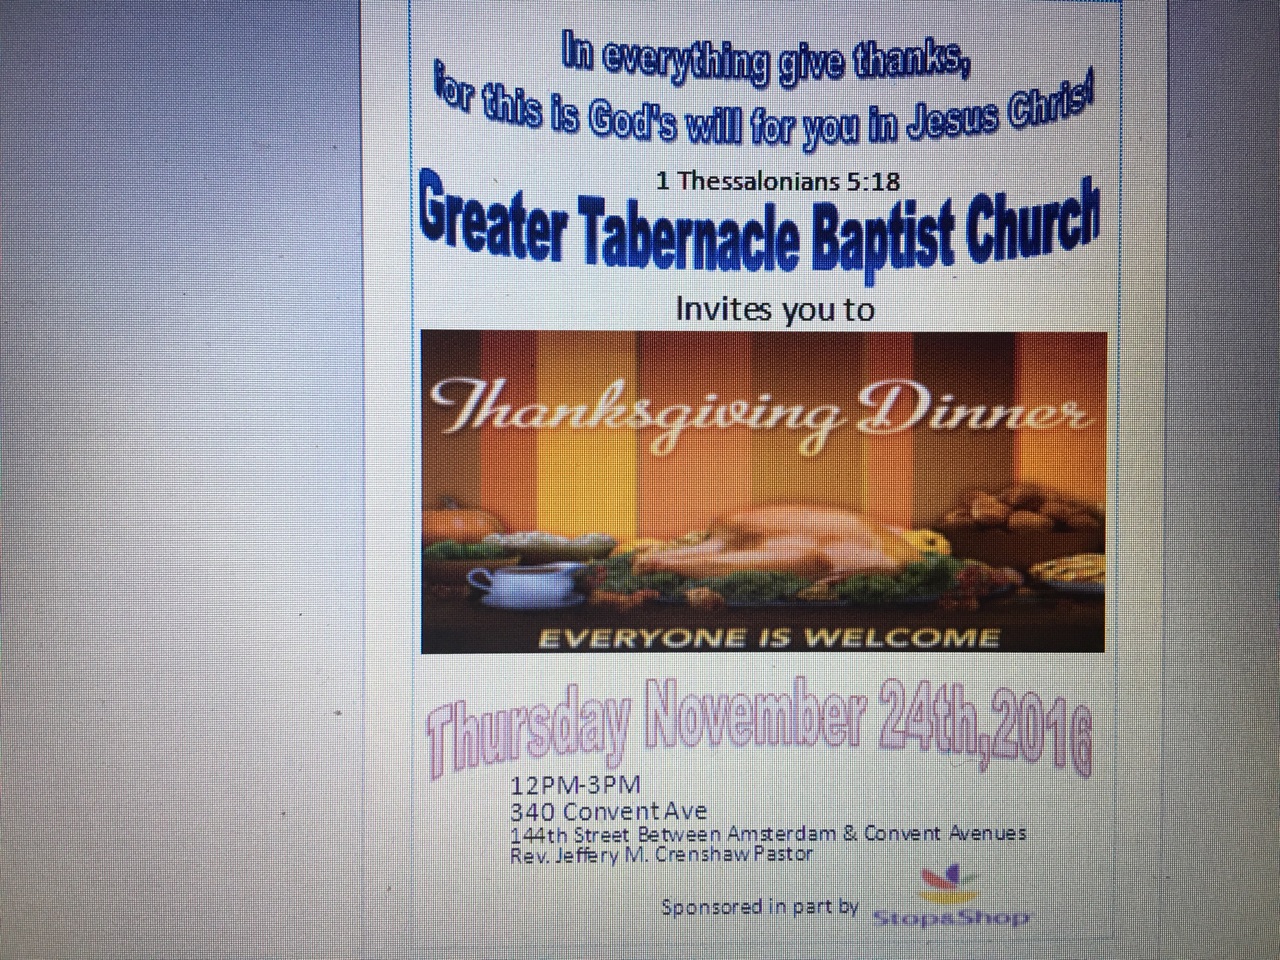 In everything give thanks,
for this is God's will for you in Jesus Christ
1 Thessalonians 5:18
Greater Tabernacle Baptist Church
Invites you to
Thanksgiving Dinner
EVERYONE IS WELCOME
Thursday November 24th,2016
12PM-3PM
340 Convent Ave
144th Street Between Amsterdam & Convent Avenues
Rev. Jeffery M. Crenshaw Pastor
Sponsored in part by Stop&Shop